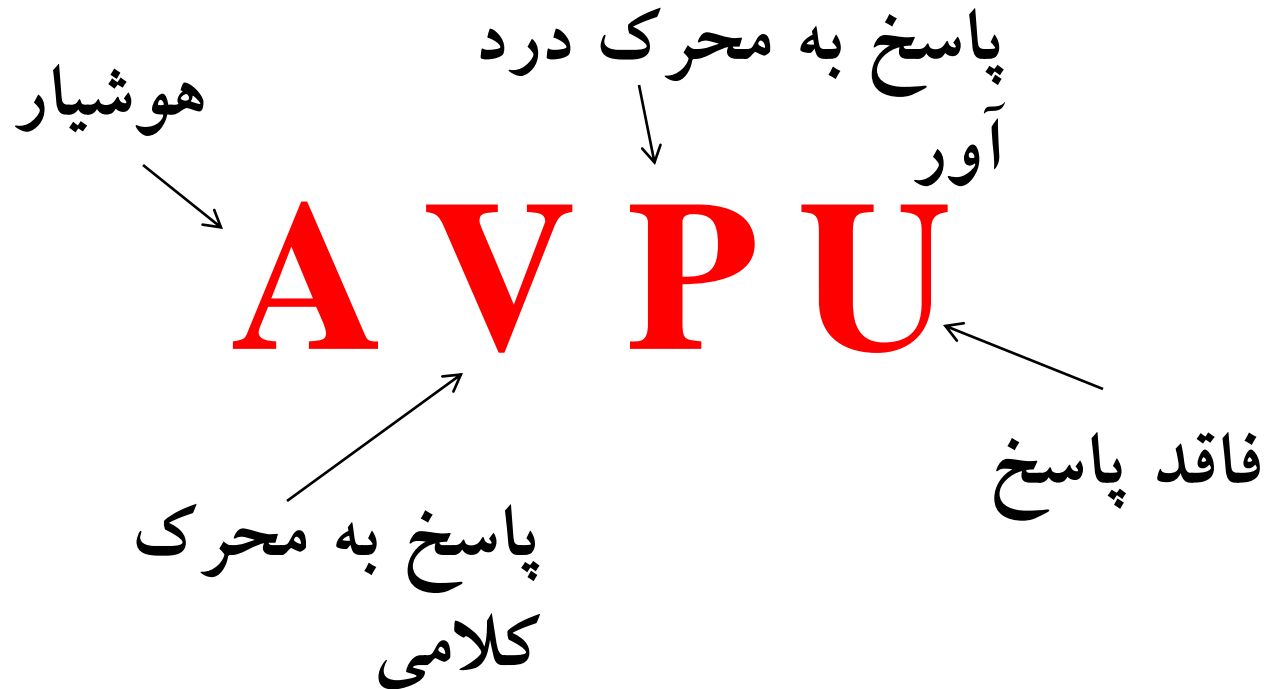 پاسخ به محرک درد
آور
هوشیار
A V P U
فاقد پاسخ
پاسخ به محرک
کلامی